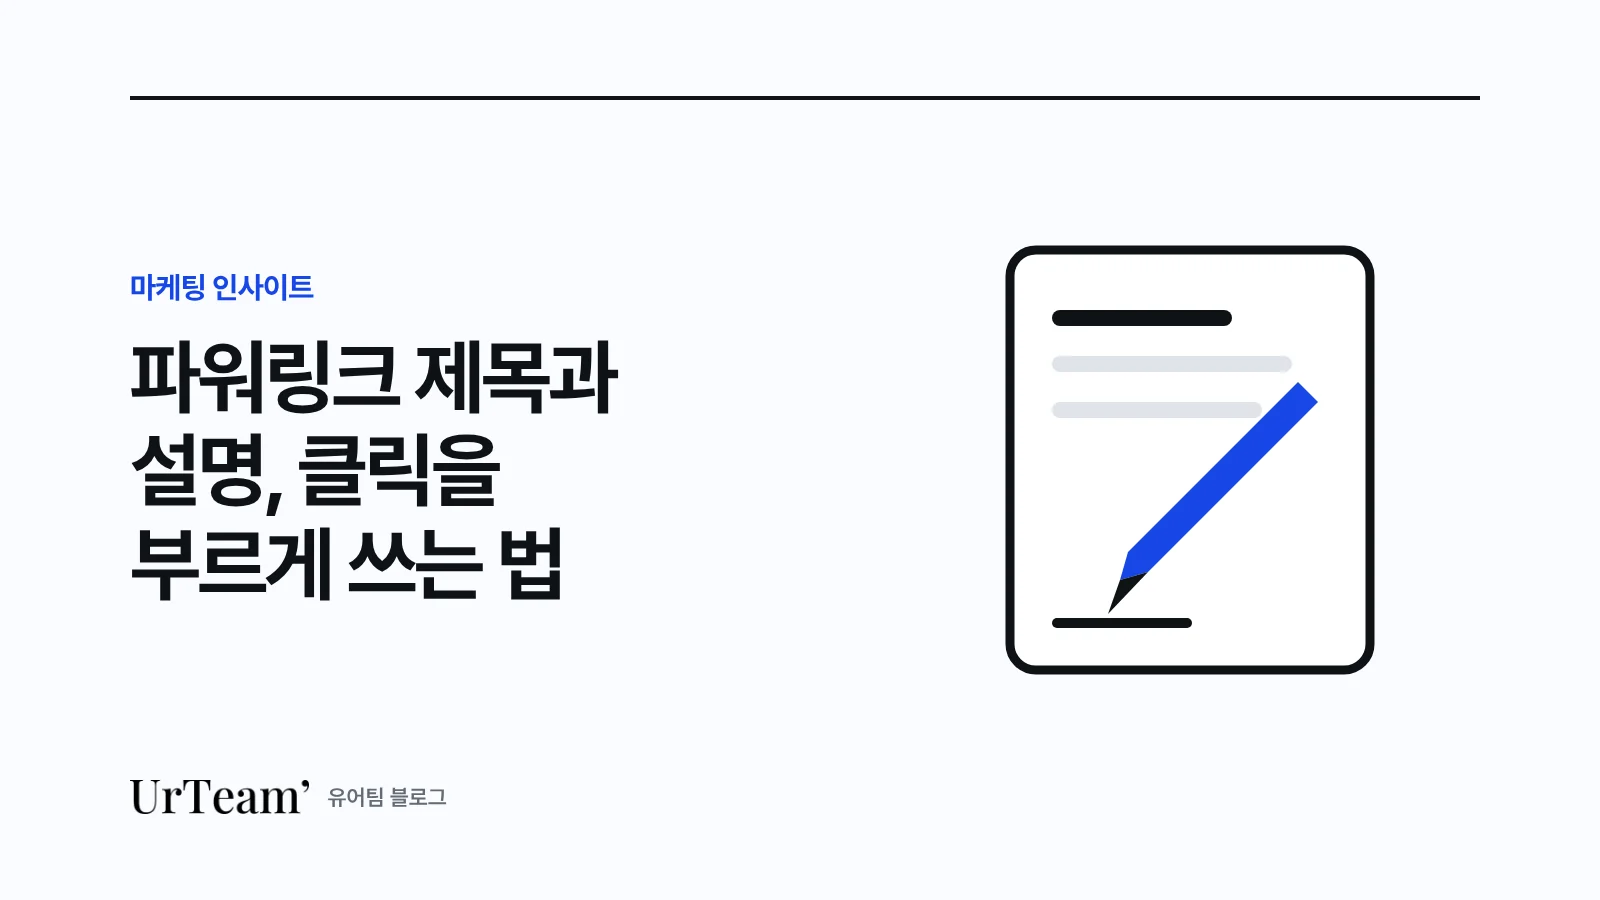 마케팅 인사이트
파워링크 제목과
설명, 클릭을
부르게 쓰는 법
UrTeam’ 유어팀 블로그